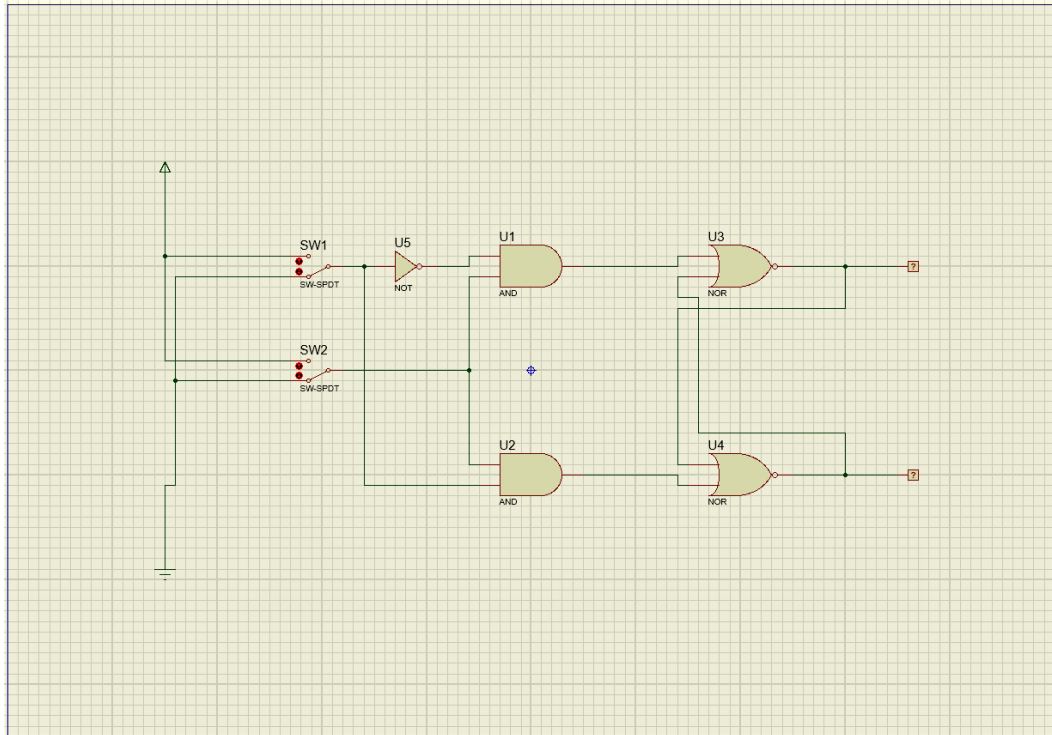 SW1
SW-SPDT
U5
NOT
U1
AND
U3
NOR
?
SW2
SW-SPDT
U2
AND
U4
NOR
?